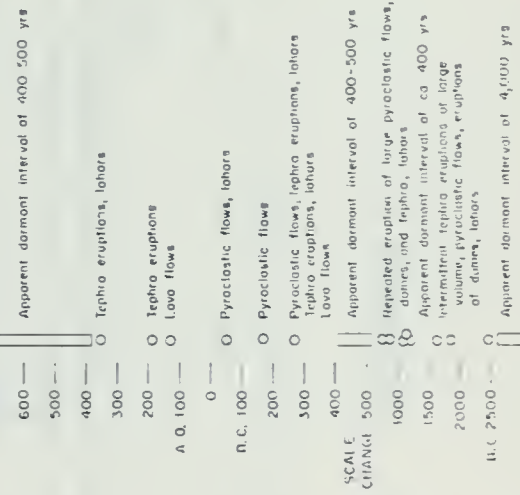 600 Apparent dormant interval of 400 500 yrs
500
400
Tephra eruptions, lahars
300
200 Tephra eruptions
Lava flows
A.D. 100
0 Pyroclastic flows, lahars
B.C. 100
200 Pyroclastic flows
Pyroclastic flows, tephra eruptions, lahars
300 Tephra eruptions, lahars
Lava flows
400
SCALE
CHANGE 500 Apparent dormant interval of 400-500 yrs
1000 Repeated eruption of large pyroclastic flows,
domes, and tephra, lahars
Apparent dormant interval of ca 400 yrs
1500 Intermittent tephra eruptions of large
volume, pyroclastic flows, eruptions
2000 of domes, lahars
B.C. 2500
Apparent dormant interval of 4,000 yrs